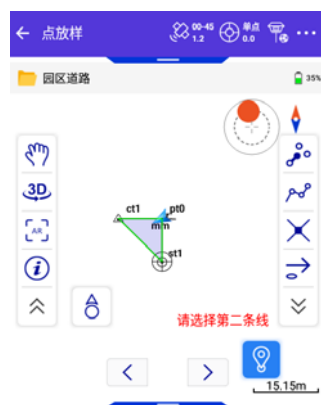 点放样
00-45
1.2
单点
0.0
园区道路
35%
3D
AR
i
ct1
pt0
mm
st1
请选择第二条线
15.15m